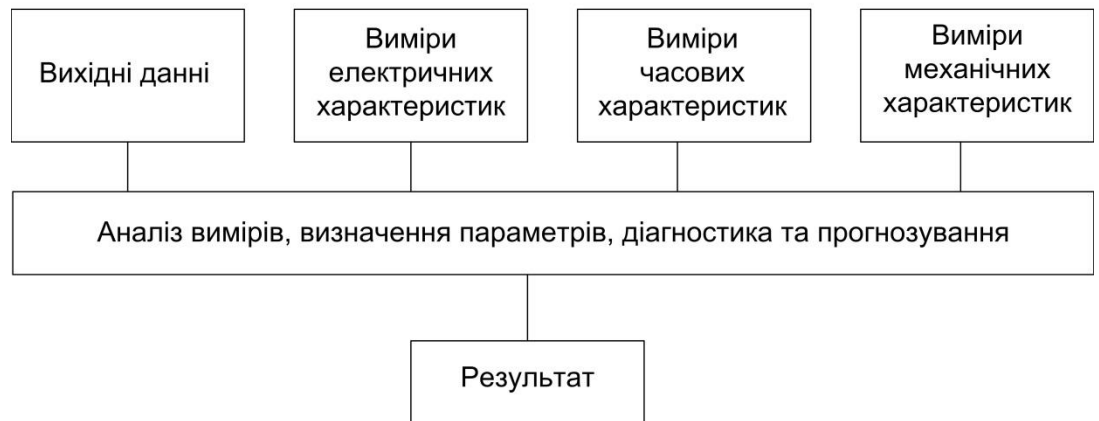 Вихідні данні
Виміри
електричних
характеристик
Виміри
часових
характеристик
Виміри
механічних
характеристик
Аналіз вимірів, визначення параметрів, діагностика та прогнозування
Результат